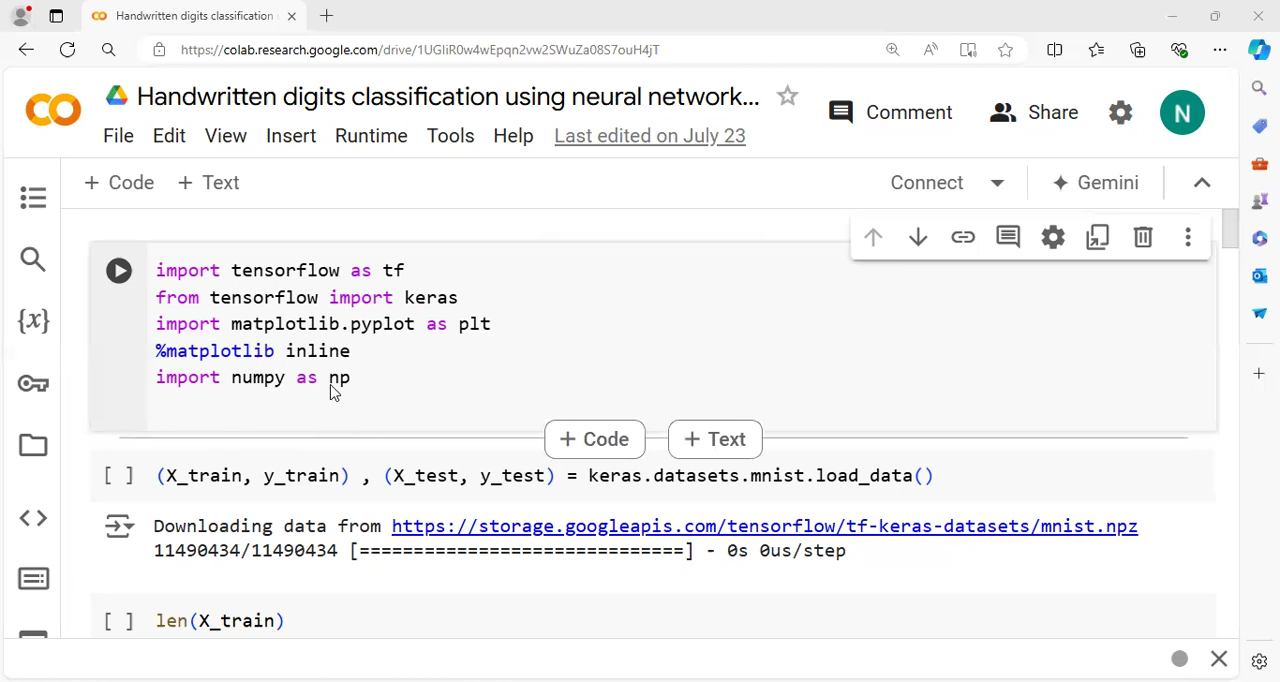 Handwritten digits classification
https://colab.research.google.com/drive/1UGliR0w4wEpqn2vw2SWuZa08S7ouH4jT
Handwritten digits classification using neural network...
Comment
Share
N
File Edit View Insert Runtime Tools Help Last edited on July 23
+ Code + Text
Connect
Gemini
import tensorflow as tf
from tensorflow import keras
import matplotlib.pyplot as plt
%matplotlib inline
import numpy as np
+ Code
+ Text
[ ] (X_train, y_train) , (X_test, y_test) = keras.datasets.mnist.load_data()
Downloading data from https://storage.googleapis.com/tensorflow/tf-keras-datasets/mnist.npz
11490434/11490434 [==============================] - 0s 0us/step
[ ] len(X_train)